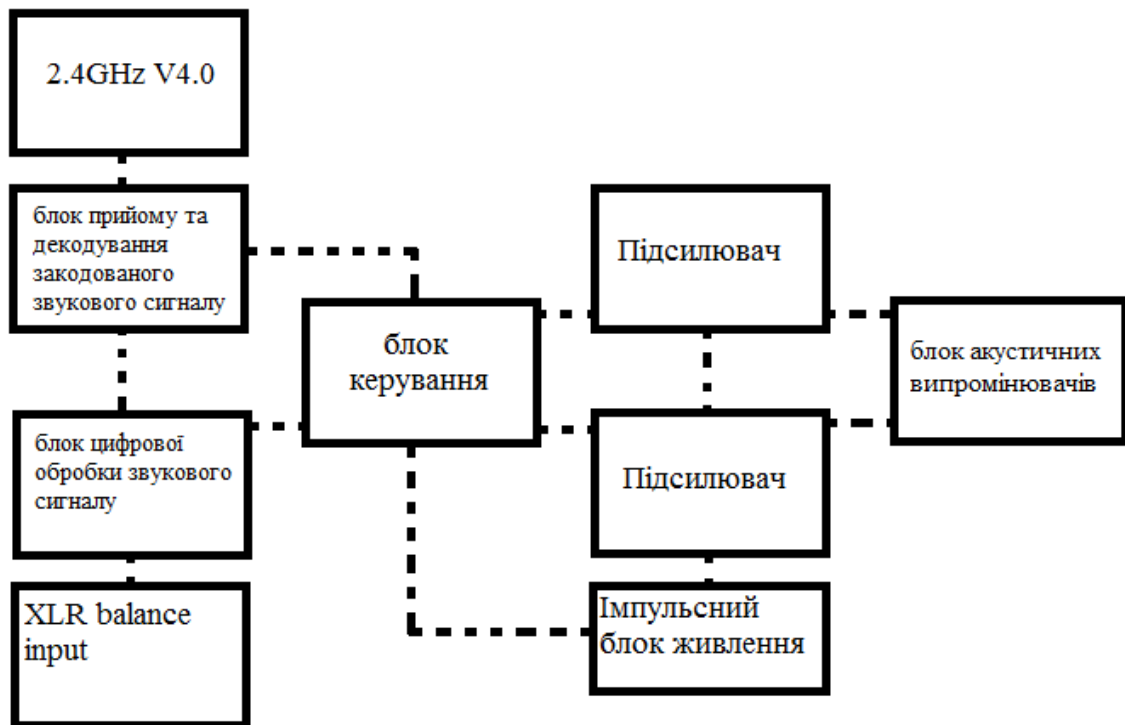 2.4GHz V4.0
блок прийому та
декодування
закодованого
звукового сигналу
Підсилювач
блок
керування
блок акустичних
випромінювачів
блок цифрової
обробки звукового
сигналу
Підсилювач
XLR balance
input
Імпульсний
блок живлення